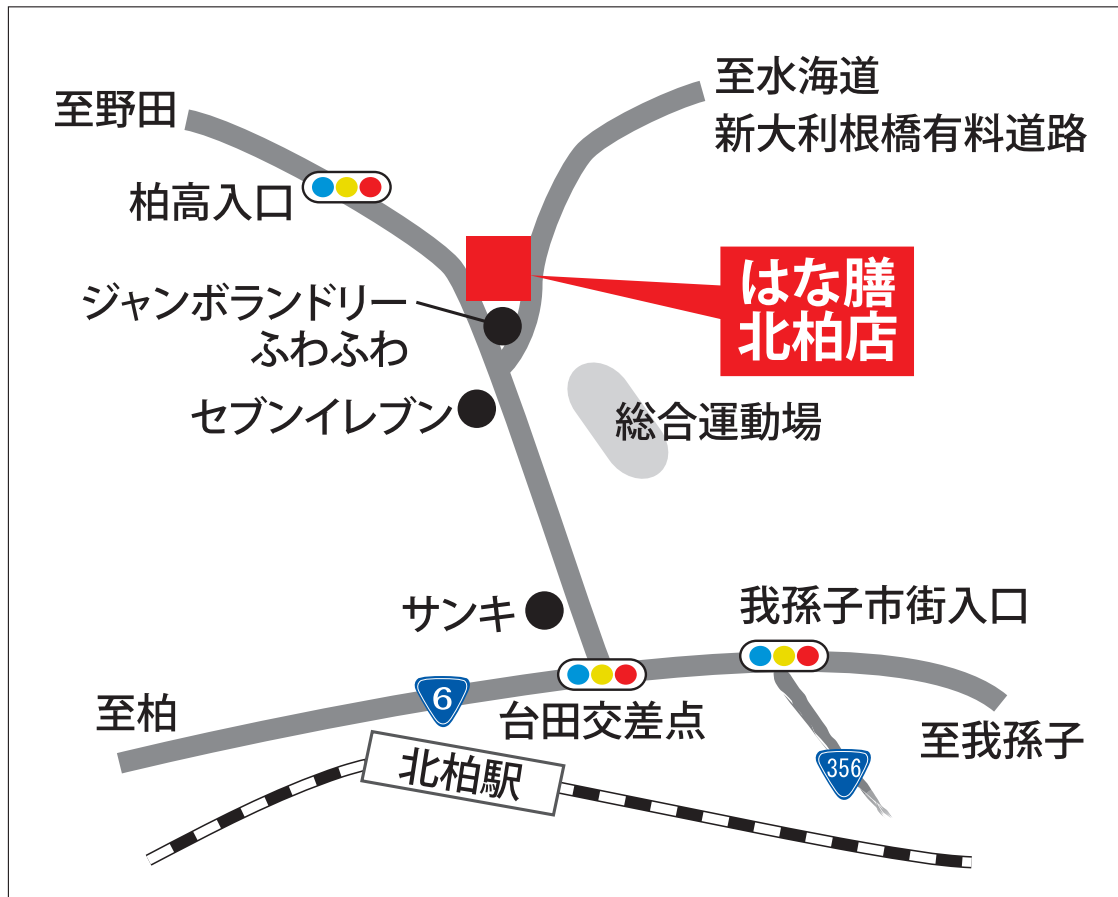 至水海道
新大利根橋有料道路
至野田
柏高入口
はな膳
北柏店
ジャンボランドリー
ふわふわ
セブンイレブン
総合運動場
サンキ
我孫子市街入口
6
至柏
台田交差点
至我孫子
356
北柏駅